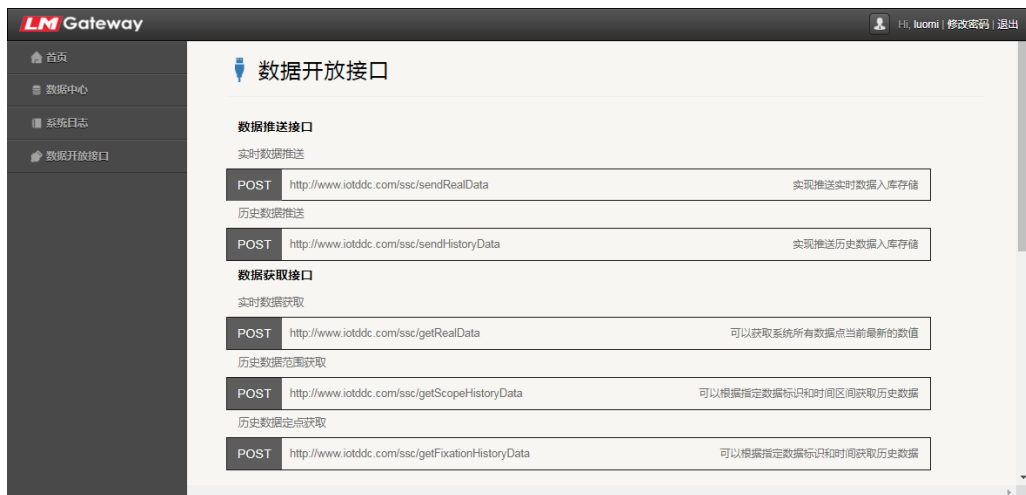 LM Gateway
Hi, luomi | 修改密码 | 退出
首页
数据中心
系统日志
数据开放接口
数据开放接口
数据推送接口
实时数据推送
POST http://www.iotddc.com/ssc/sendRealData 实现推送实时数据入库存储
历史数据推送
POST http://www.iotddc.com/ssc/sendHistoryData 实现推送历史数据入库存储
数据获取接口
实时数据获取
POST http://www.iotddc.com/ssc/getRealData 可以获取系统所有数据点当前最新的数值
历史数据范围获取
POST http://www.iotddc.com/ssc/getScopeHistoryData 可以根据指定数据标识和时间区间获取历史数据
历史数据定点获取
POST http://www.iotddc.com/ssc/getFixationHistoryData 可以根据指定数据标识和时间获取历史数据